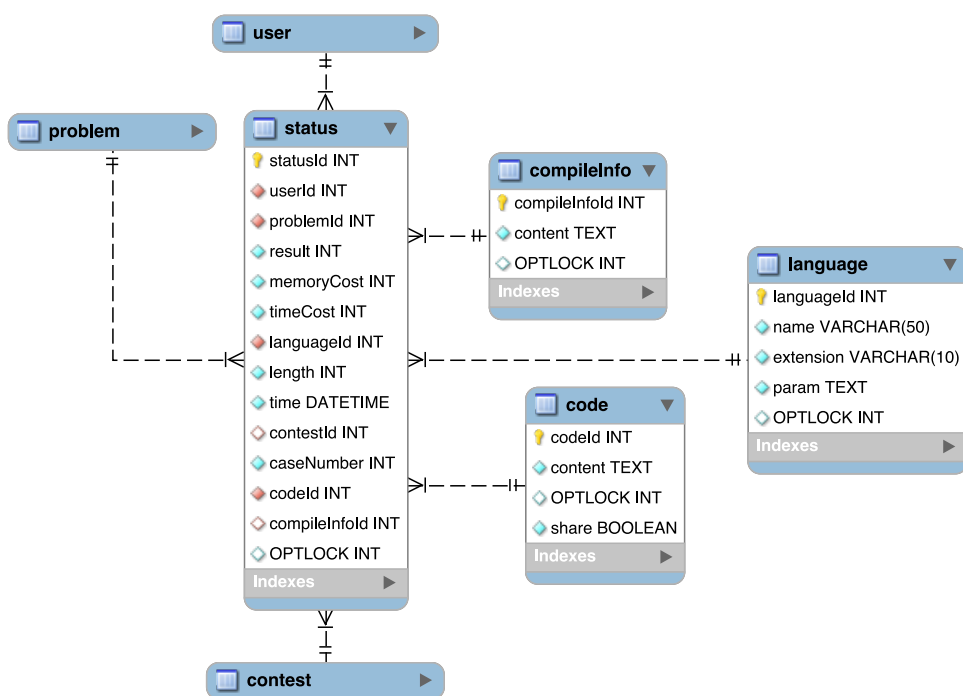 user
problem
status
statusId INT
userId INT
problemId INT
result INT
memoryCost INT
timeCost INT
languageId INT
length INT
time DATETIME
contestId INT
caseNumber INT
codeId INT
compileInfoId INT
OPTLOCK INT
Indexes
compileInfo
compileInfoId INT
content TEXT
OPTLOCK INT
Indexes
language
languageId INT
name VARCHAR(50)
extension VARCHAR(10)
param TEXT
OPTLOCK INT
Indexes
code
codeId INT
content TEXT
OPTLOCK INT
share BOOLEAN
Indexes
contest